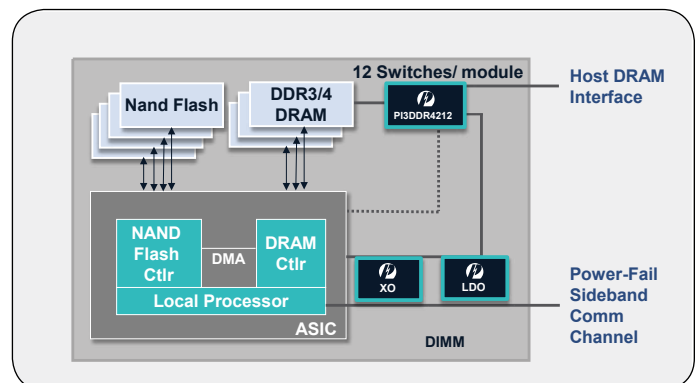 12 Switches/ module
Nand Flash
DDR3/4
DRAM
PI3DDR4212
Host DRAM
Interface
NAND
Flash
Ctlr
DMA
DRAM
Ctlr
Local Processor
ASIC
XO
LDO
DIMM
Power-Fail
Sideband
Comm
Channel